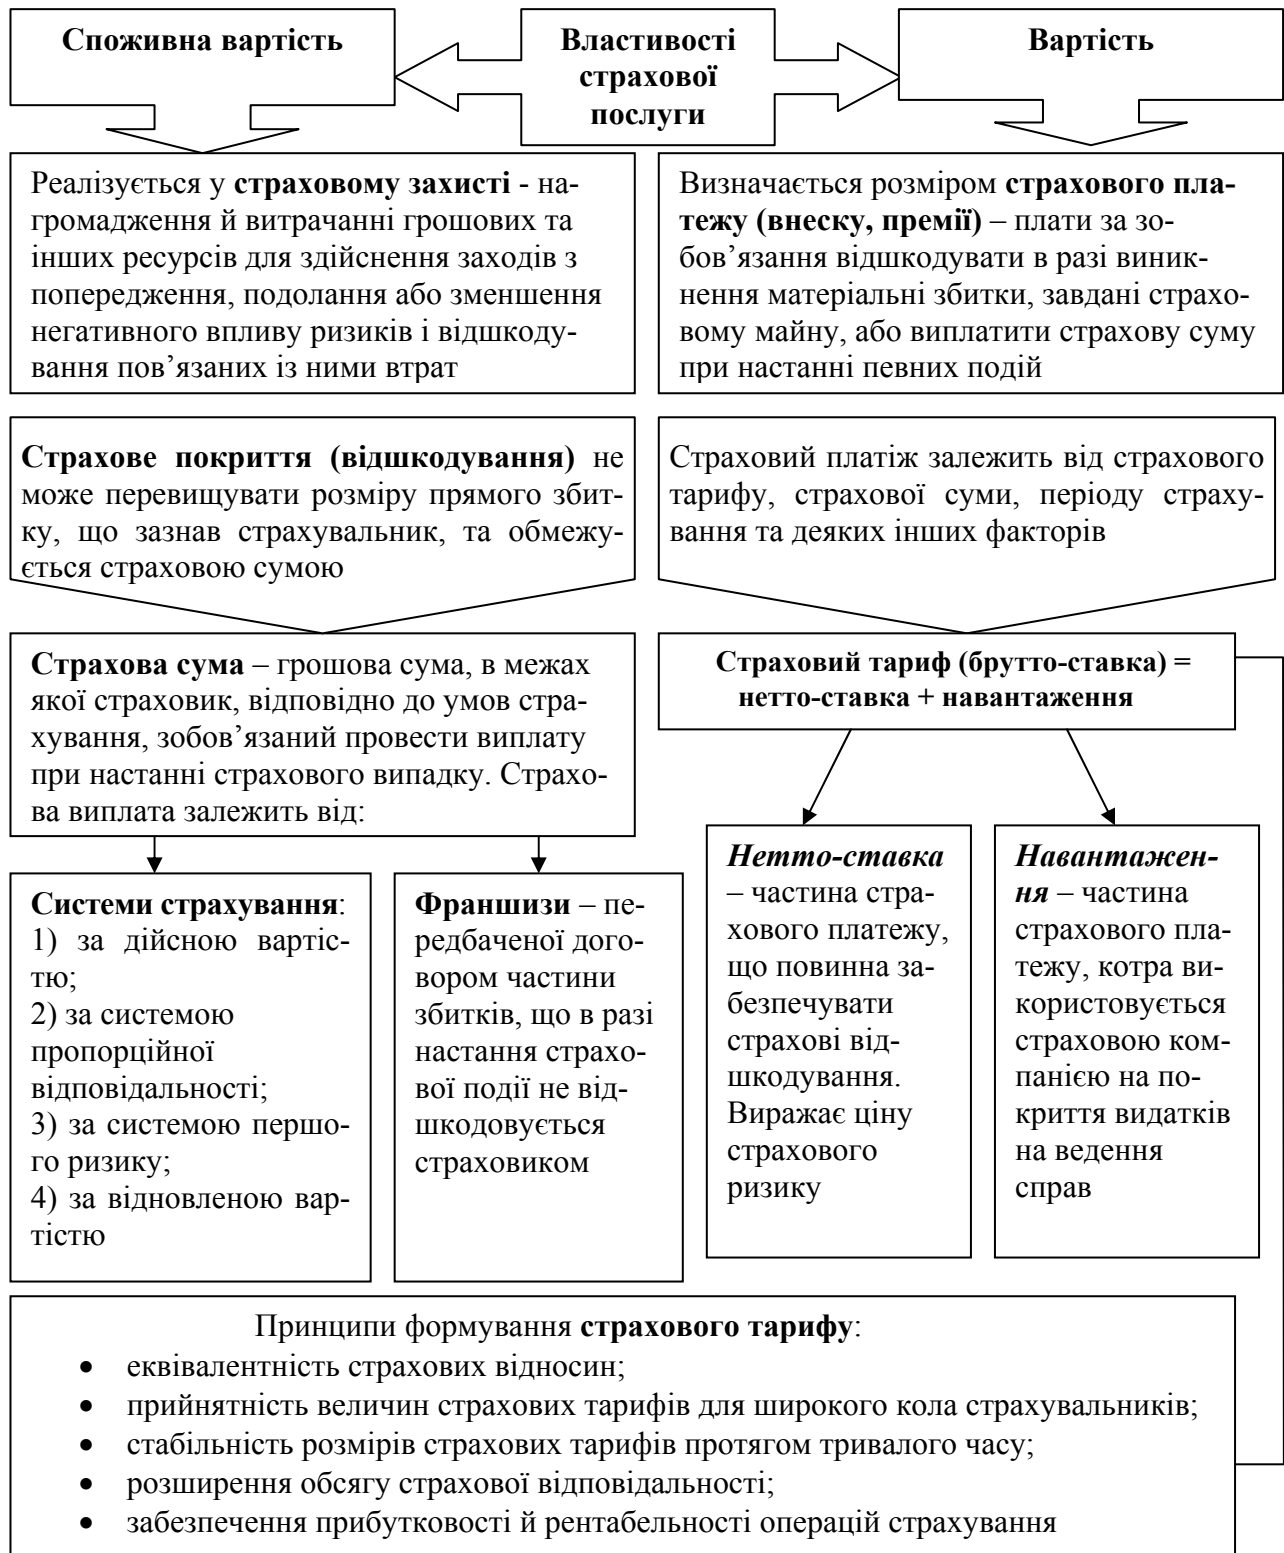 Споживна вартість
Властивості
страхової
послуги
Вартість
Реалізується у страховому захисті - на-
громадження й витрачанні грошових та
інших ресурсів для здійснення заходів з
попередження, подолання або зменшення
негативного впливу ризиків і відшкоду-
вання пов’язаних із ними втрат
Визначається розміром страхового пла-
тежу (внеску, премії) – плати за зо-
бов’язання відшкодувати в разі виник-
нення матеріальні збитки, завдані страхо-
вому майну, або виплатити страхову суму
при настанні певних подій
Страхове покриття (відшкодування) не
може перевищувати розміру прямого збит-
ку, що зазнав страхувальник, та обмежу-
ється страховою сумою
Страховий платіж залежить від страхового
тарифу, страхової суми, періоду страху-
вання та деяких інших факторів
Страхова сума – грошова сума, в межах
якої страховик, відповідно до умов стра-
хування, зобов’язаний провести виплату
при настанні страхового випадку. Страхо-
ва виплата залежить від:
Страховий тариф (брутто-ставка) =
нетто-ставка + навантаження
Системи страхування:
1) за дійсною вартіс-
тю;
2) за системою
пропорційної
відповідальності;
3) за системою першо-
го ризику;
4) за відновленою вар-
тістю
Франшизи – пе-
редбаченої дого-
вором частини
збитків, що в разі
настання страхо-
вої події не від-
шкодовується
страховиком
Нетто-ставка
– частина стра-
хового платежу,
що повинна за-
безпечувати
страхові від-
шкодування.
Виражає ціну
страхового
ризику
Навантажен-
ня – частина
страхового пла-
тежу, котра ви-
користовується
страховою ком-
панією на по-
криття видатків
на ведення
справ
Принципи формування страхового тарифу:
• еквівалентність страхових відносин;
• прийнятність величин страхових тарифів для широкого кола страхувальників;
• стабільність розмірів страхових тарифів протягом тривалого часу;
• розширення обсягу страхової відповідальності;
• забезпечення прибутковості й рентабельності операцій страхування